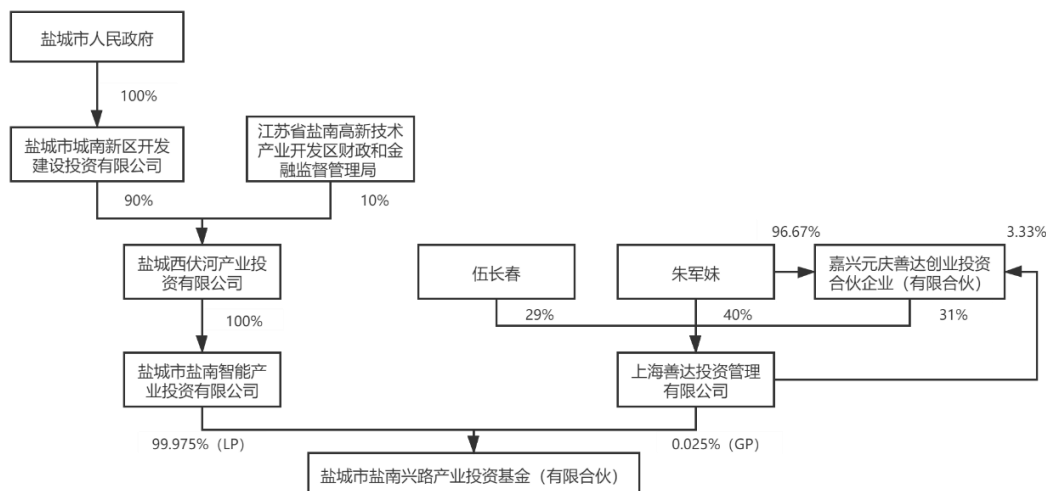 盐城市人民政府
100%
盐城市城南新区开发
建设投资有限公司
江苏省盐南高新技术
产业开发区财政和金
融监督管理局
90%
10%
96.67%
3.33%
盐城西伏河产业投
资有限公司
伍长春
朱军妹
嘉兴元庆善达创业投资
合伙企业（有限合伙）
100%
29%
40%
31%
盐城市盐南智能产
业投资有限公司
上海善达投资管理
有限公司
99.975%（LP）
0.025%（GP）
盐城市盐南兴路产业投资基金（有限合伙）